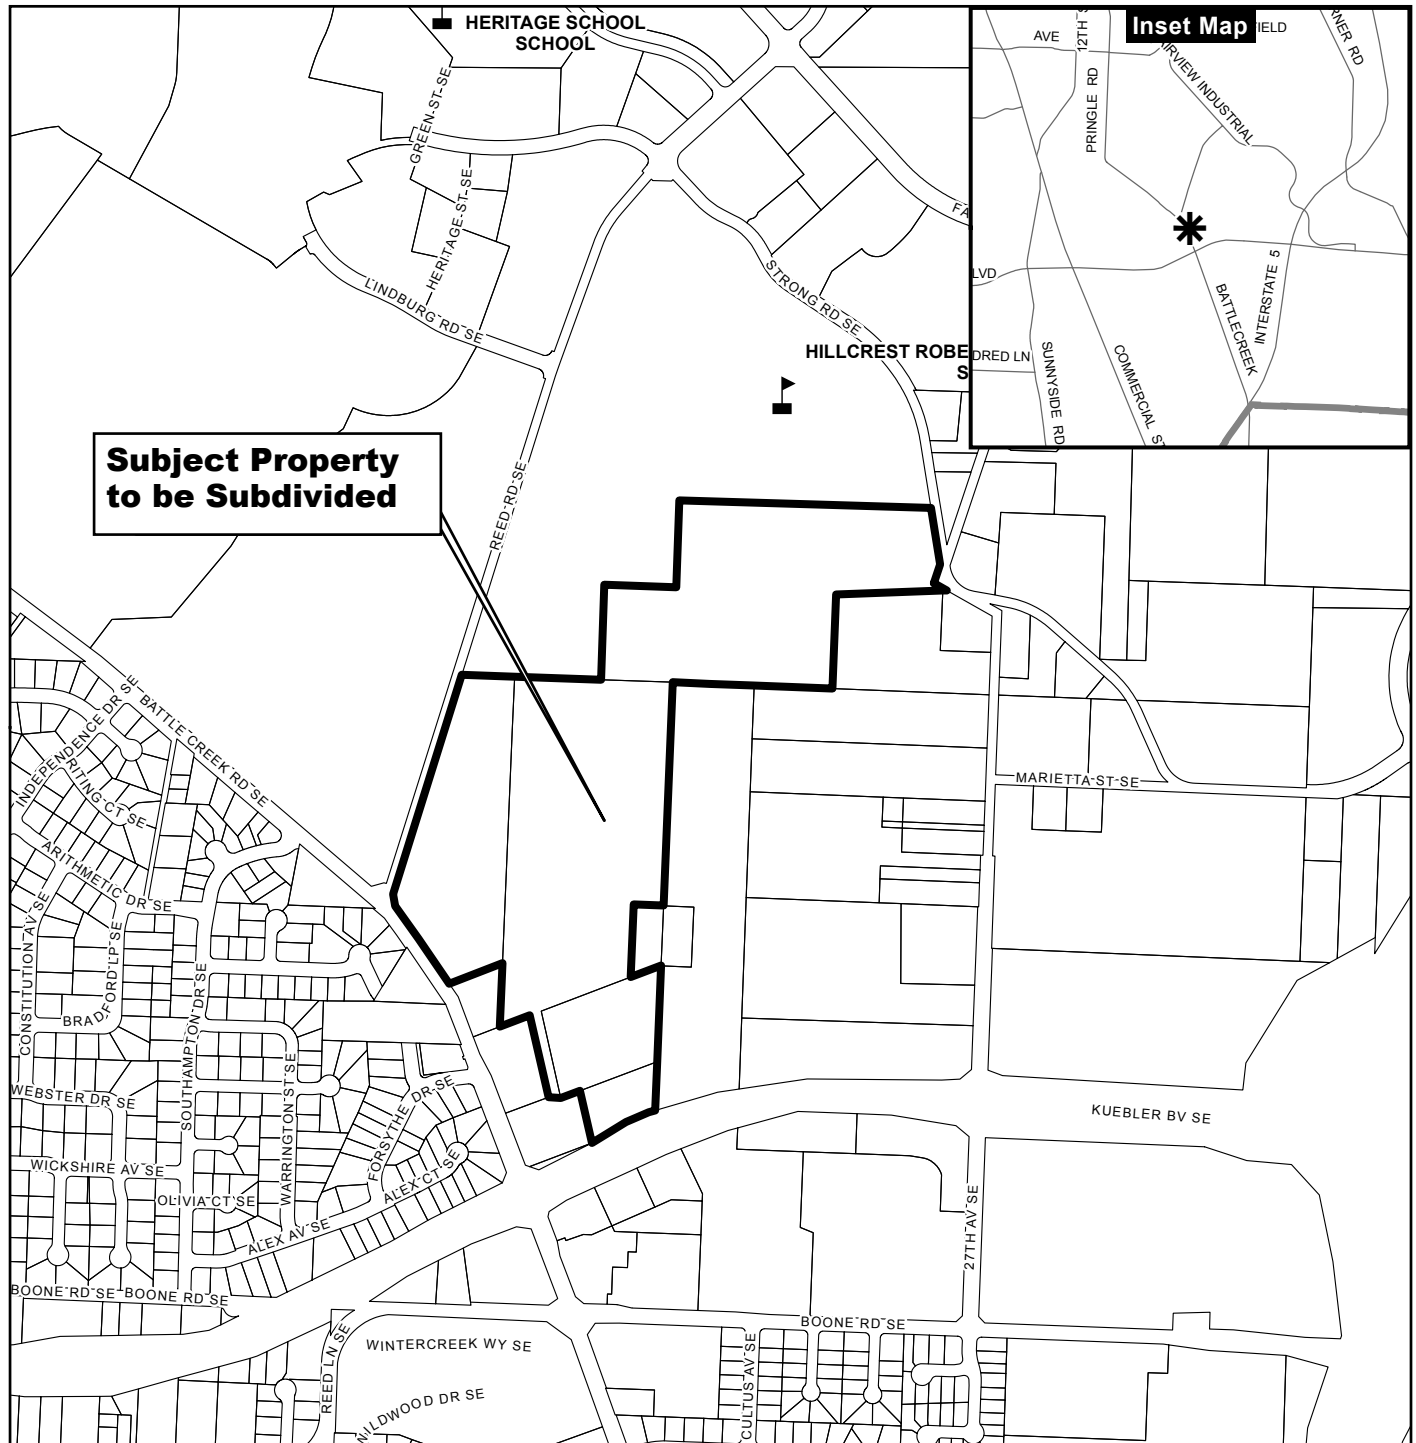 HERITAGE SCHOOL
SCHOOL
Inset Map
AVE
12TH S
IELD
RNER RD
PRINGLE RD
IRVIEW INDUSTRIAL
LVD
DRED LN
SUNNYSIDE RD
COMMERCIAL ST
BATTLECREEK
INTERSTATE 5
GREEN ST SE
HERITAGE ST SE
LINDBURG RD SE
STRONG RD SE
FA
HILLCREST ROBE
S
Subject Property
to be Subdivided
REED RD SE
BATTLE CREEK RD SE
INDEPENDENCE DR SE
RITING CT SE
ARITHMETIC DR SE
CONSTITUTION AV SE
BRADFORD LP SE
SOUTHAMPTON DR SE
WARRINGTON ST SE
FORSYTHE DR SE
WEBSTER DR SE
WICKSHIRE AV SE
OLIVIA CT SE
ALEX CT SE
ALEX AV SE
BOONE RD SE
BOONE RD SE
MARIETTA ST SE
KUEBLER BV SE
27TH AV SE
BOONE RD SE
REED LN SE
WINTERCREEK WY SE
WILDWOOD DR SE
CULTUS AV SE